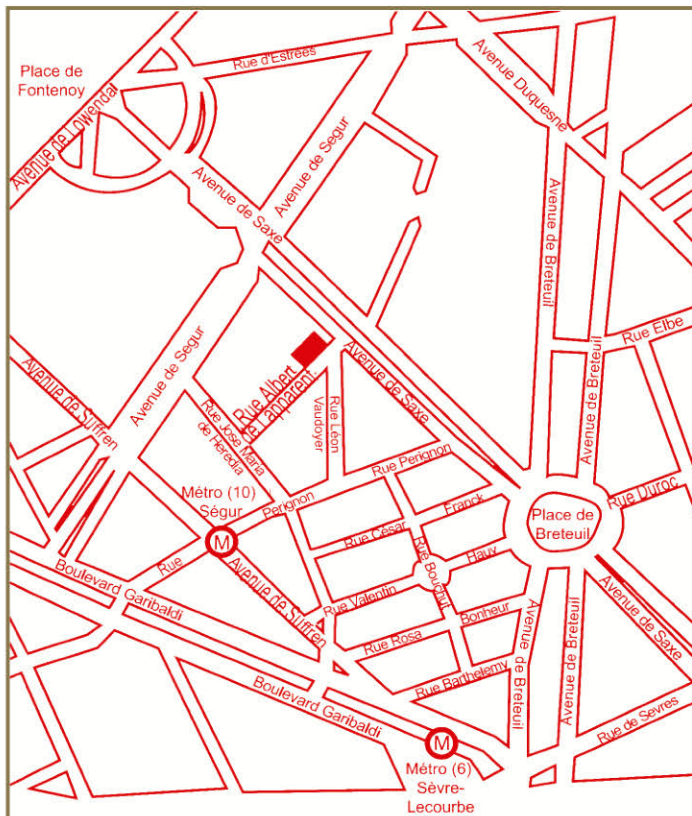 Place de
Fontenoy
Rue d'Estrées
Avenue Duquesne
Avenue de Lowendal
Avenue de Segur
Avenue de Saxe
Avenue de Breteuil
Rue Elbe
Avenue de Segur
Avenue de Suffren
Rue Albert
apparent.
Avenue de Saxe
Avenue de Breteuil
Rue José Maria
de Heredia
Rue Léon
Vaudoyer
Rue Perignon
Métro (10)
Ségur
Perignon
Franck
Rue Duroc
Place de
Breteuil
Rue César
M
Rue
Hauy
Rue Bouchut
Boulevard Garibaldi
Avenue de Suffren
Rue Valentin
Bonheur
Avenue de Saxe
Rue Rosa
Avenue de Breteuil
Avenue de Breteuil
Rue Barthelemy
Boulevard Garibaldi
Rue de Sevres
M
Métro (6)
Sèvre-
Lecourbe